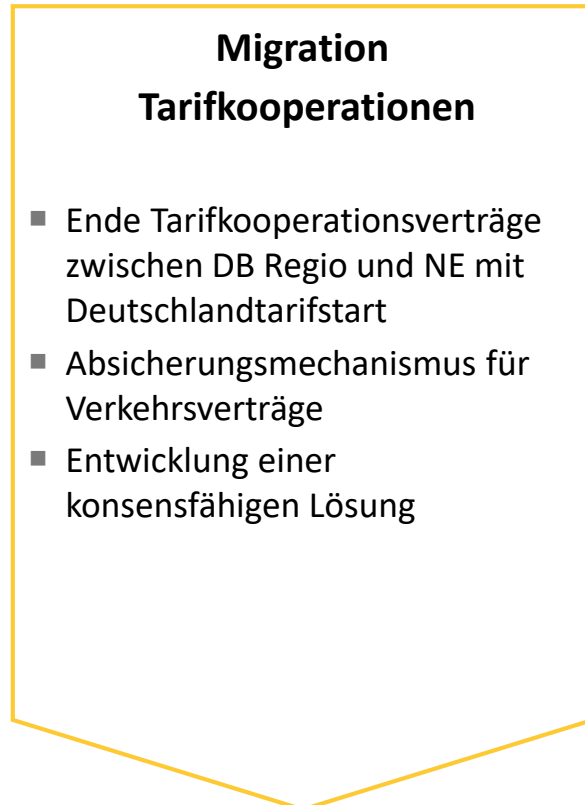 Migration
Tarifkooperationen
▪ Ende Tarifkooperationsverträge
zwischen DB Regio und NE mit
Deutschlandtarifstart
▪ Absicherungsmechanismus für
Verkehrsverträge
▪ Entwicklung einer
konsensfähigen Lösung